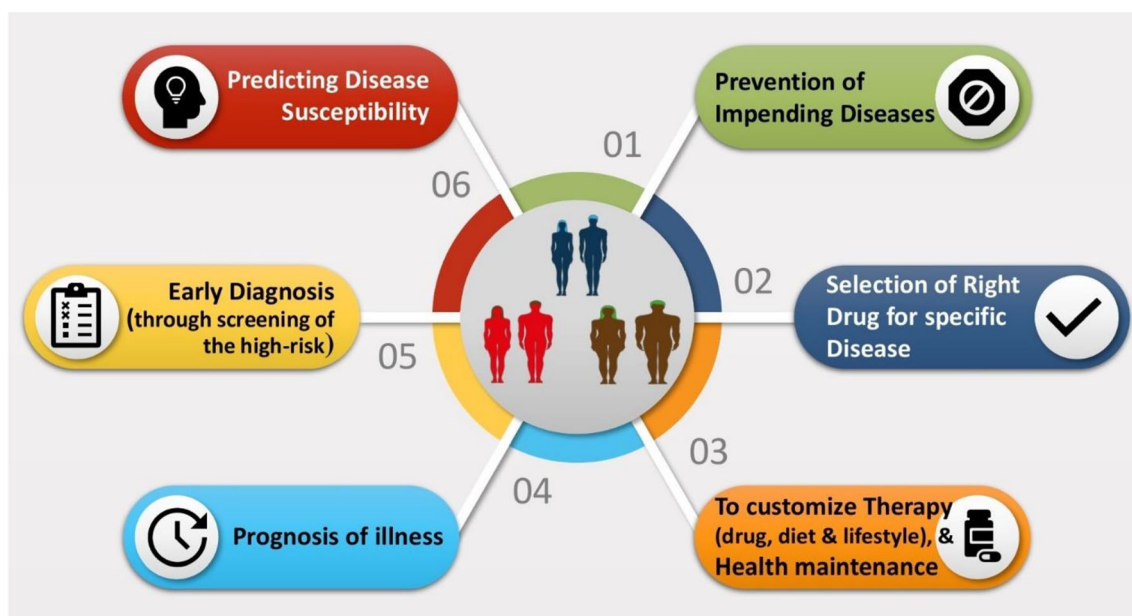 Predicting Disease
Susceptibility
Prevention of
Impending Diseases
01
06
02
Early Diagnosis
(through screening of
the high-risk)
Selection of Right
Drug for specific
Disease
05
03
04
Prognosis of illness
To customize Therapy
(drug, diet & lifestyle), &
Health maintenance